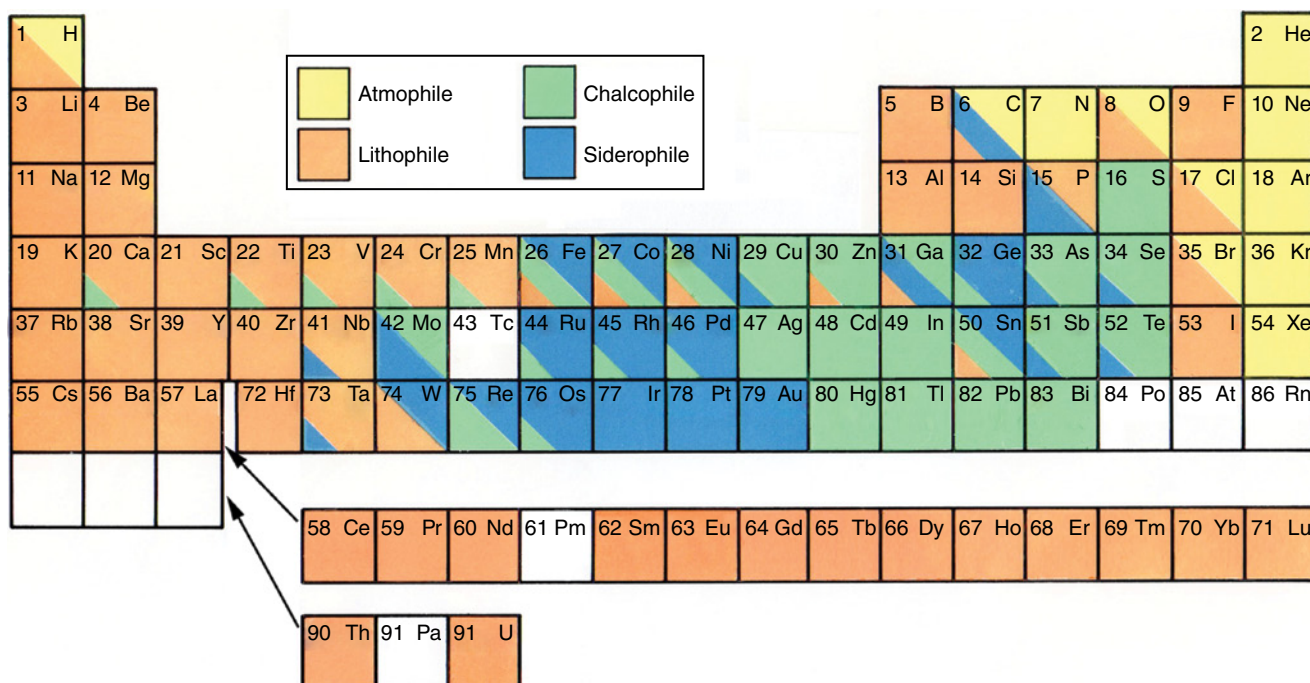 1 H 2 He
Atmophile Chalcophile
Lithophile Siderophile
3 Li 4 Be 5 B 6 C 7 N 8 O 9 F 10 Ne
11 Na 12 Mg 13 Al 14 Si 15 P 16 S 17 Cl 18 Ar
19 K 20 Ca 21 Sc 22 Ti 23 V 24 Cr 25 Mn 26 Fe 27 Co 28 Ni 29 Cu 30 Zn 31 Ga 32 Ge 33 As 34 Se 35 Br 36 Kr
37 Rb 38 Sr 39 Y 40 Zr 41 Nb 42 Mo 43 Tc 44 Ru 45 Rh 46 Pd 47 Ag 48 Cd 49 In 50 Sn 51 Sb 52 Te 53 I 54 Xe
55 Cs 56 Ba 57 La 72 Hf 73 Ta 74 W 75 Re 76 Os 77 Ir 78 Pt 79 Au 80 Hg 81 Tl 82 Pb 83 Bi 84 Po 85 At 86 Rn
58 Ce 59 Pr 60 Nd 61 Pm 62 Sm 63 Eu 64 Gd 65 Tb 66 Dy 67 Ho 68 Er 69 Tm 70 Yb 71 Lu
90 Th 91 Pa 91 U